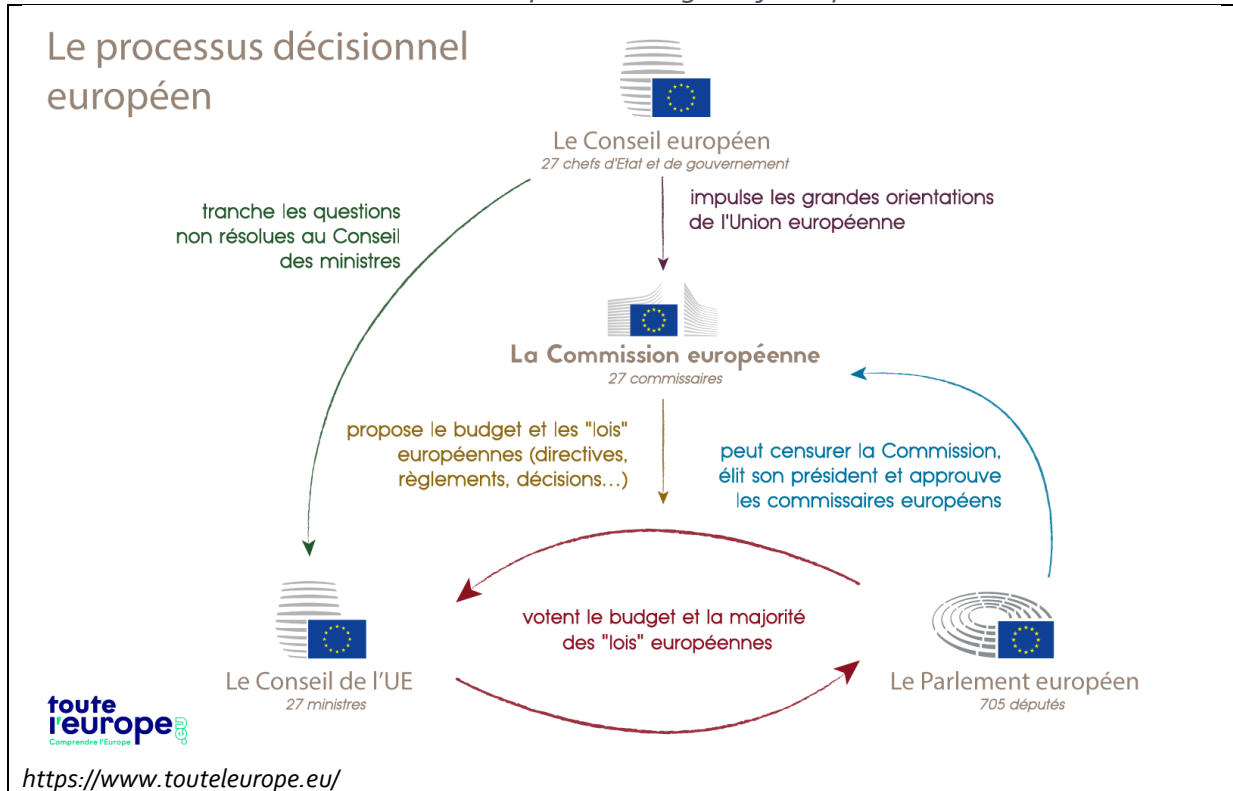 Le processus décisionnel
européen
Le Conseil européen
27 chefs d'Etat et de gouvernement
tranche les questions
non résolues au Conseil
des ministres
impulse les grandes orientations
de l'Union européenne
La Commission européenne
27 commissaires
propose le budget et les "lois"
européennes (directives,
règlements, décisions...)
peut censurer la Commission,
élit son président et approuve
les commissaires européens
votent le budget et la majorité
des "lois" européennes
Le Conseil de l'UE
27 ministres
Le Parlement européen
705 députés
toute
l'europe
.eu
Comprendre l'Europe
https://www.touteleurope.eu/